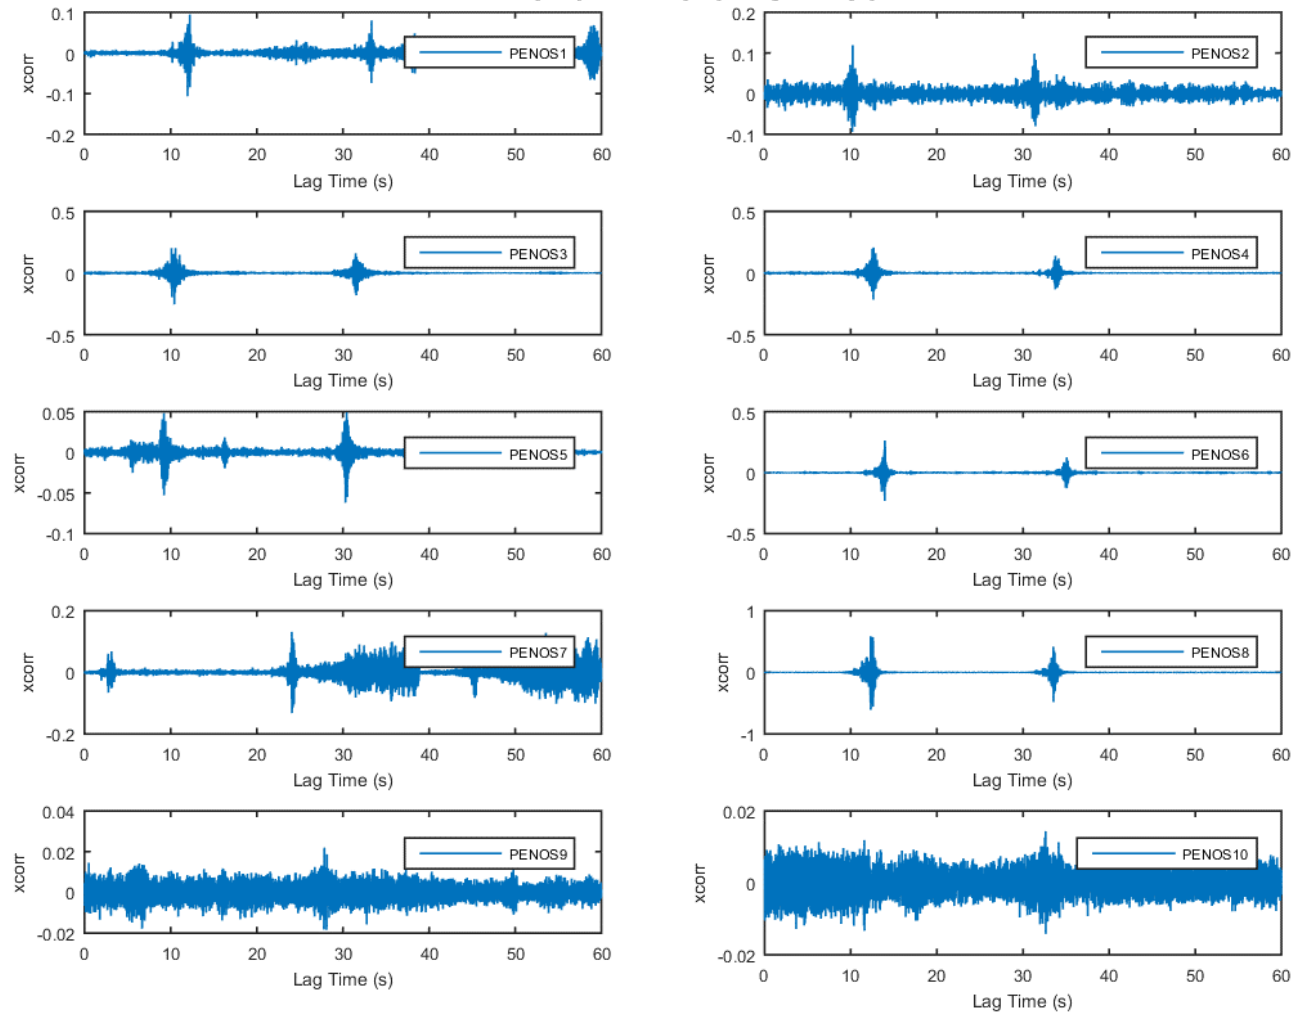 0.1
0
-0.1
-0.2
xcorr
PENOS1
0 10 20 30 40 50 60
Lag Time (s)
0.2
0.1
0
-0.1
xcorr
PENOS2
0 10 20 30 40 50 60
Lag Time (s)
0.5
0
-0.5
xcorr
PENOS3
0 10 20 30 40 50 60
Lag Time (s)
0.5
0
-0.5
xcorr
PENOS4
0 10 20 30 40 50 60
Lag Time (s)
0.05
0
-0.05
-0.1
xcorr
PENOS5
0 10 20 30 40 50 60
Lag Time (s)
0.5
0
-0.5
xcorr
PENOS6
0 10 20 30 40 50 60
Lag Time (s)
0.2
0
-0.2
xcorr
PENOS7
0 10 20 30 40 50 60
Lag Time (s)
1
0
-1
xcorr
PENOS8
0 10 20 30 40 50 60
Lag Time (s)
0.04
0.02
0
-0.02
xcorr
PENOS9
0 10 20 30 40 50 60
Lag Time (s)
0.02
0
-0.02
xcorr
PENOS10
0 10 20 30 40 50 60
Lag Time (s)